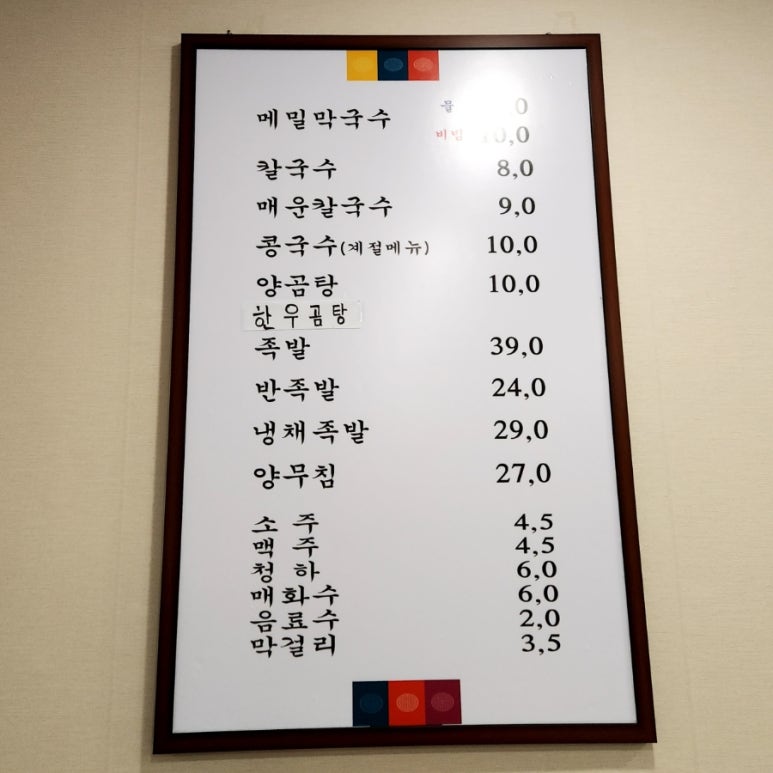 메밀막국수 물
비빔
칼국수 8,0
매운칼국수 9,0
콩국수(계절메뉴) 10,0
양곰탕 10,0
한우곰탕
족발 39,0
반족발 24,0
냉채족발 29,0
양무침 27,0
소 주 4,5
맥 주 4,5
청 하 6,0
매화수 6,0
음료수 2,0
막걸리 3,5